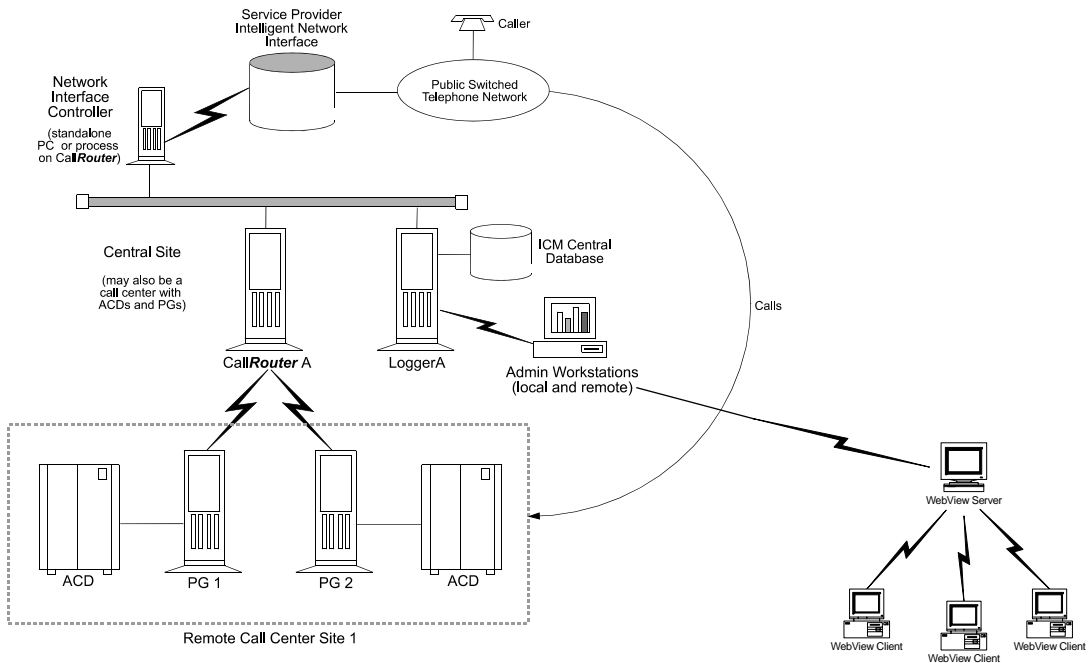 Service Provider
Intelligent Network
Interface
Caller
Public Switched
Telephone Network
Network
Interface
Controller
(standalone
PC or process
on CallRouter)
Central Site
(may also be a
call center with
ACDs and PGs)
ICM Central
Database
Calls
CallRouter A
LoggerA
Admin Workstations
(local and remote)
WebView Server
ACD
PG 1
PG 2
ACD
Remote Call Center Site 1
WebView Client
WebView Client
WebView Client